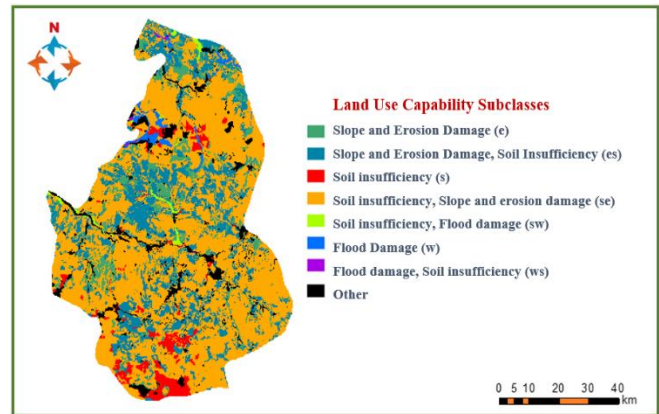 N
Land Use Capability Subclasses
Slope and Erosion Damage (e)
Slope and Erosion Damage, Soil Insufficiency (es)
Soil insufficiency (s)
Soil insufficiency, Slope and erosion damage (se)
Soil insufficiency, Flood damage (sw)
Flood Damage (w)
Flood damage, Soil insufficiency (ws)
Other
0 5 10 20 30 40
km